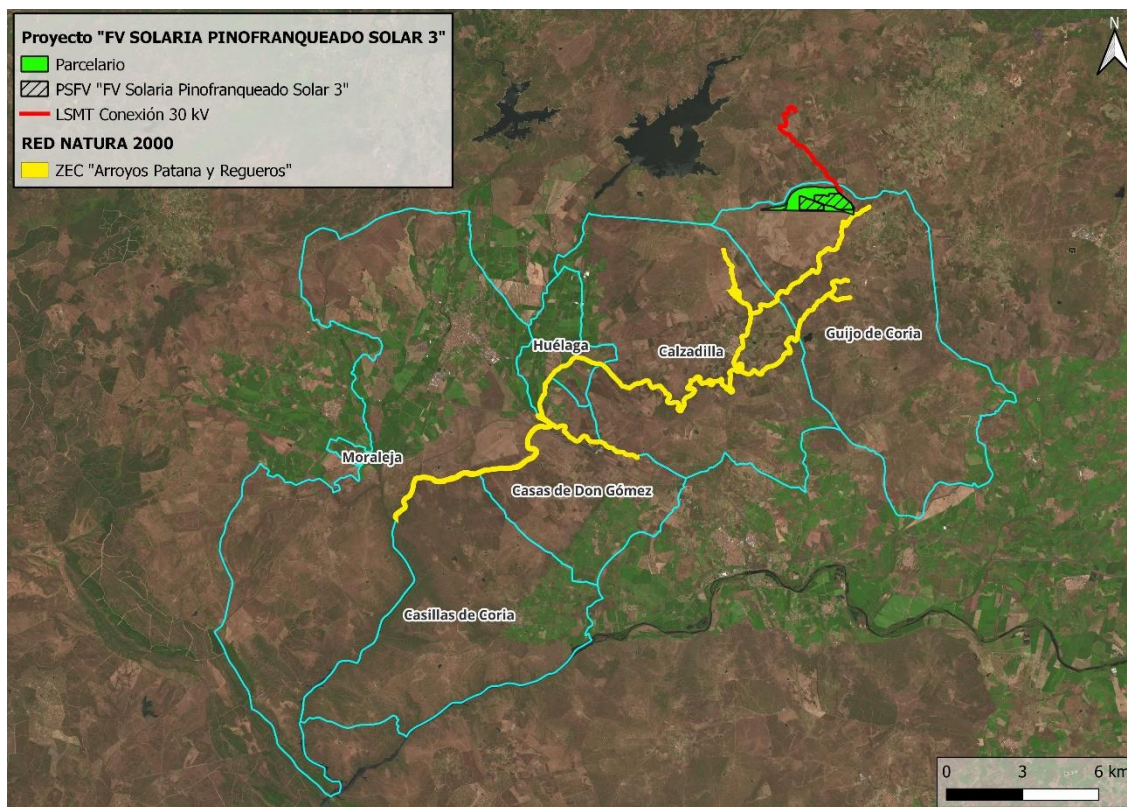 Proyecto "FV SOLARIA PINOFRANQUEADO SOLAR 3"
Parcelario
PSFV "FV Solaria Pinofranqueado Solar 3"
LSMT Conexión 30 kV
RED NATURA 2000
ZEC "Arroyos Patana y Regueros"
N
Huélaga
Calzadilla
Guijo de Coria
Moraleja
Casas de Don Gómez
Casillas de Coria
0 3 6 km